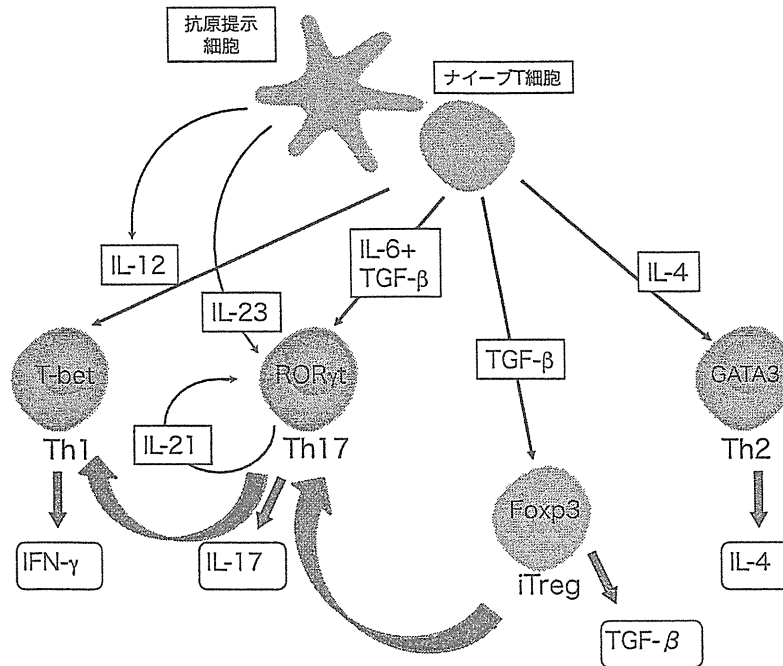 抗原提示
細胞
ナイーブT細胞
IL-12
IL-6+
TGF-β
IL-4
IL-23
TGF-β
T-bet
RORγt
GATA3
Th1
IL-21
Th17
Th2
Foxp3
IFN-γ
IL-17
iTreg
IL-4
TGF-β